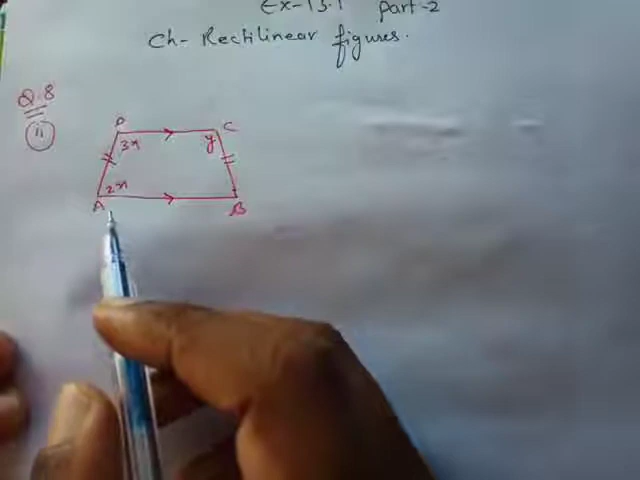 Ex-13.1 part-2
Ch- Rectilinear figures.
Q.8
ii
D C
3x y
2x
A B